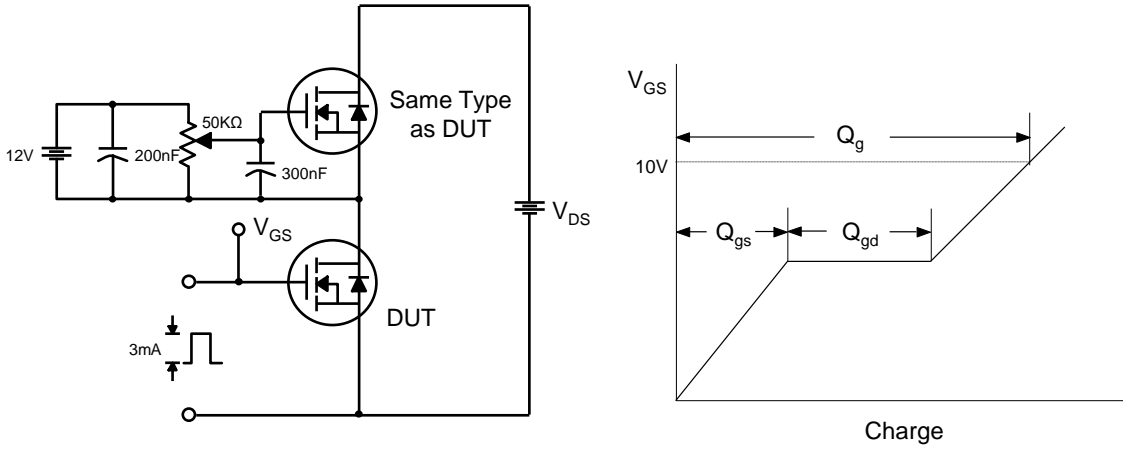 Same Type
as DUT
50KΩ
12V
200nF
300nF
V_GS
V_DS
DUT
3mA
V_GS
Q_g
10V
Q_gs
Q_gd
Charge